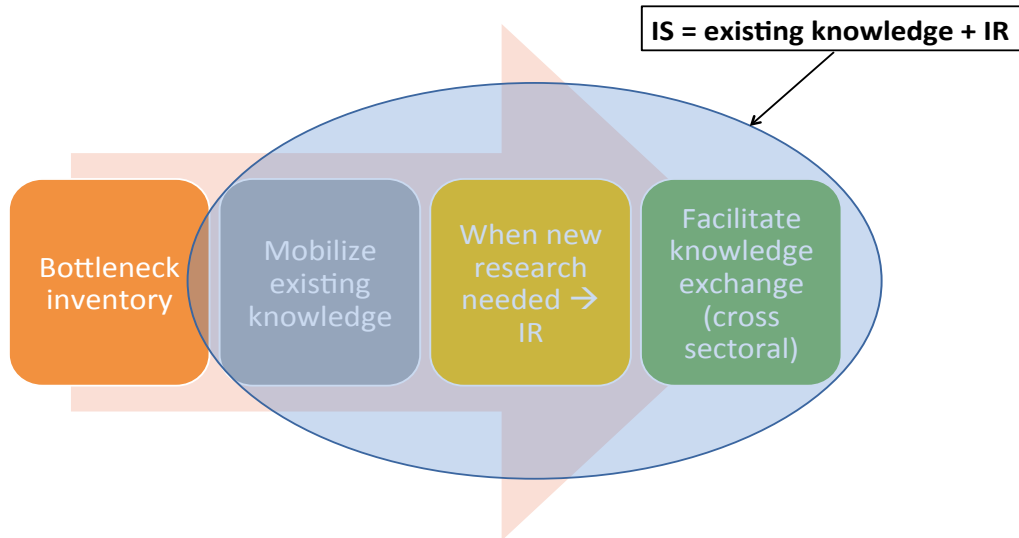 IS = existing knowledge + IR
Bottleneck
inventory
Mobilize
existing
knowledge
When new
research
needed →
IR
Facilitate
knowledge
exchange
(cross
sectoral)